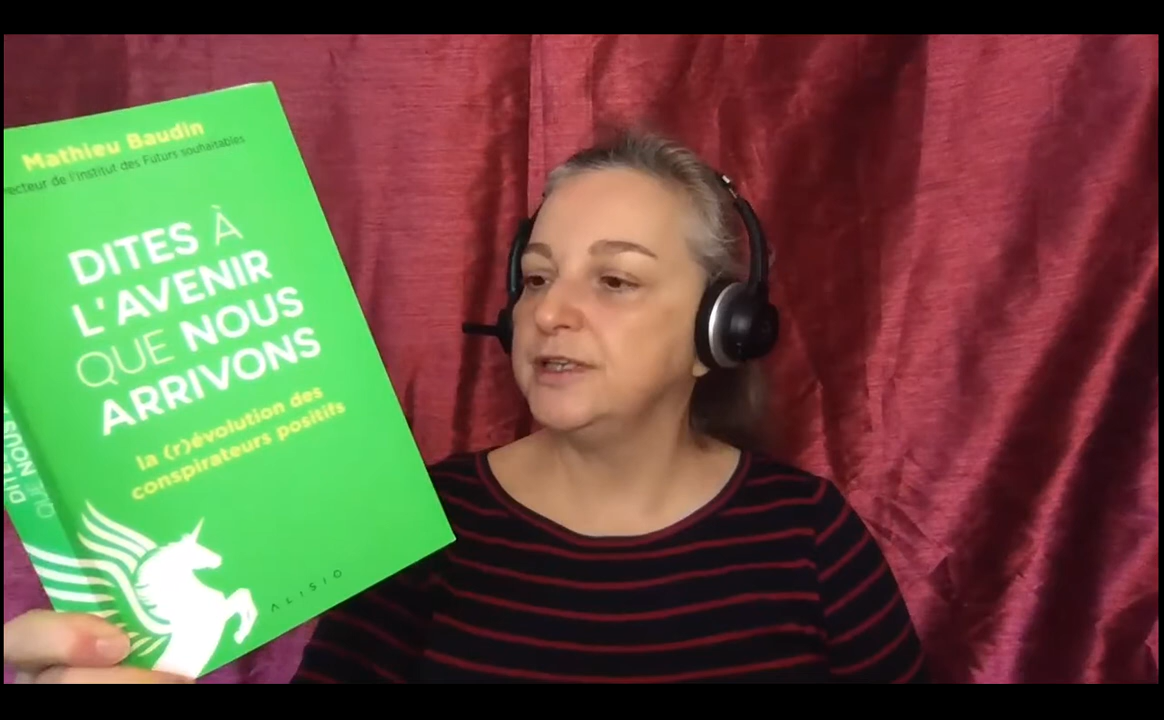 Mathieu Baudin
recteur de l'Institut des Futurs souhaitables
DITES À
L'AVENIR
QUE NOUS
ARRIVONS
la (r)évolution des
conspirateurs positifs
ALISIO